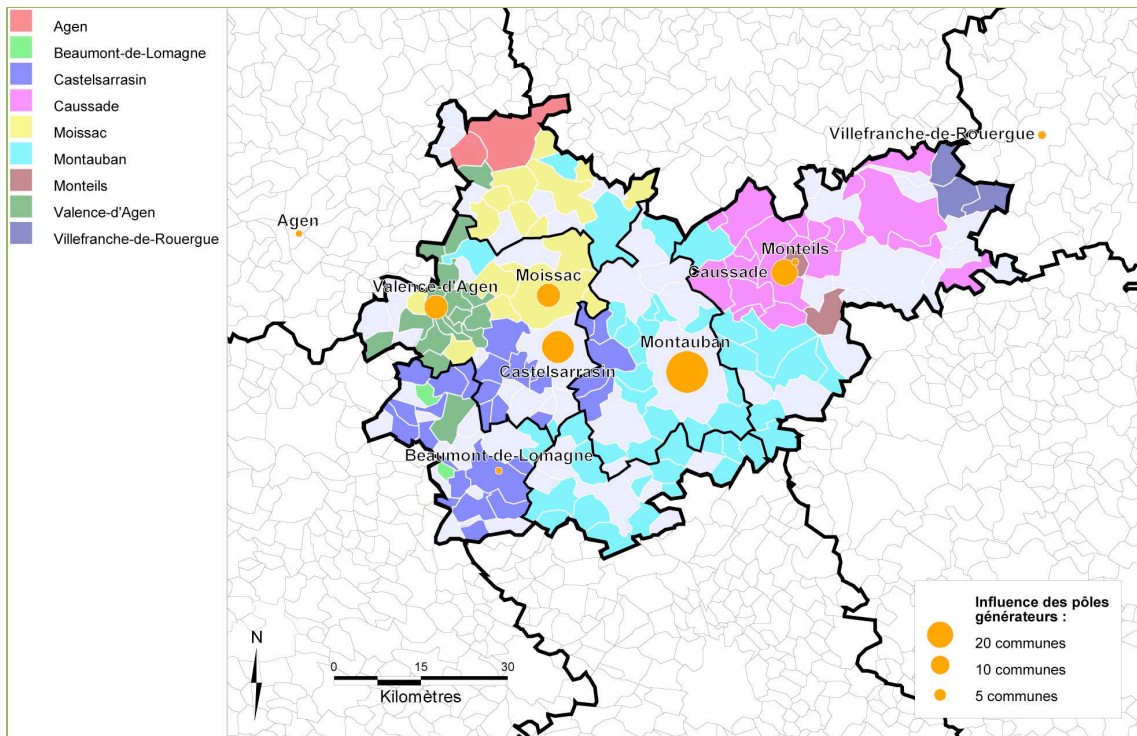 Agen
Beaumont-de-Lomagne
Castelsarrasin
Caussade
Moissac
Montauban
Monteils
Valence-d'Agen
Villefranche-de-Rouergue
Villefranche-de-Rouergue
Agen
Monteils
Caussade
Moissac
Valence-d'Agen
Montauban
Castelsarrasin
Beaumont-de-Lomagne
Influence des pôles
générateurs :
20 communes
10 communes
5 communes
N
0 15 30
Kilomètres